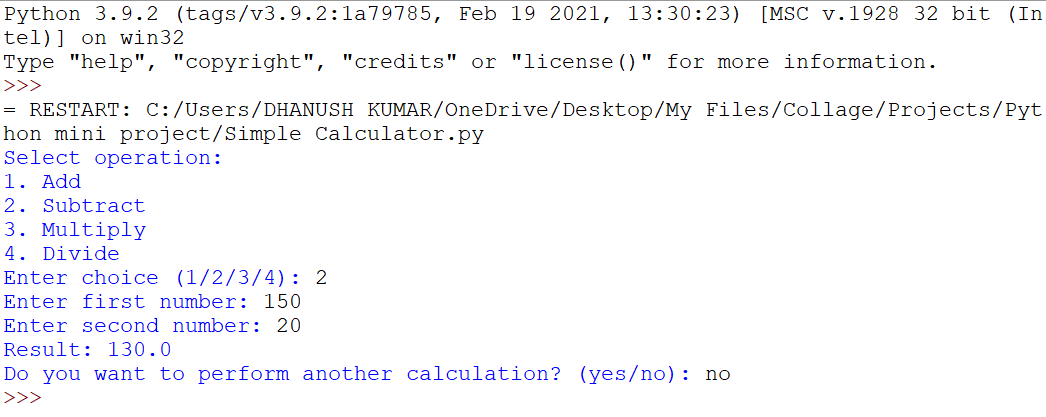 Python 3.9.2 (tags/v3.9.2:1a79785, Feb 19 2021, 13:30:23) [MSC v.1928 32 bit (In
tel)] on win32
Type "help", "copyright", "credits" or "license()" for more information.
>>>
= RESTART: C:/Users/DHANUSH KUMAR/OneDrive/Desktop/My Files/Collage/Projects/Pyt
hon mini project/Simple Calculator.py
Select operation:
1. Add
2. Subtract
3. Multiply
4. Divide
Enter choice (1/2/3/4): 2
Enter first number: 150
Enter second number: 20
Result: 130.0
Do you want to perform another calculation? (yes/no): no
>>>